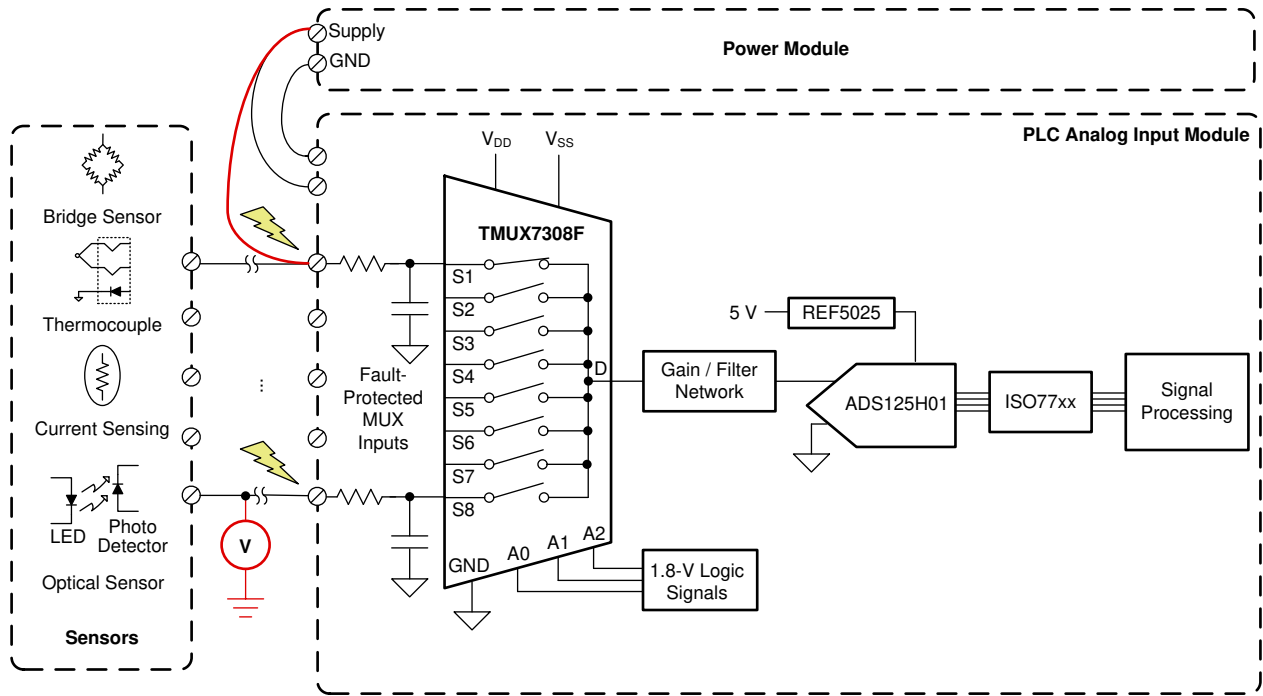 Supply
GND
Power Module
PLC Analog Input Module
Bridge Sensor
Thermocouple
Current Sensing
LED
Photo
Detector
Optical Sensor
Sensors
...
V
Fault-
Protected
MUX
Inputs
VDD
VSS
TMUX7308F
S1
S2
S3
S4
S5
S6
S7
S8
D
GND
A0
A1
A2
1.8-V Logic
Signals
Gain / Filter
Network
5 V
REF5025
ADS125H01
ISO77xx
Signal
Processing